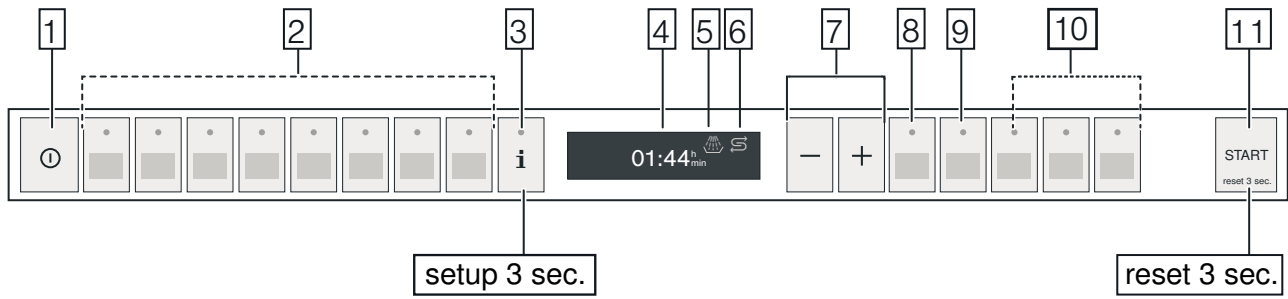 1 2 3 4 5 6 7 8 9 10 11
i 01:44 h min − + START
reset 3 sec.
setup 3 sec. reset 3 sec.